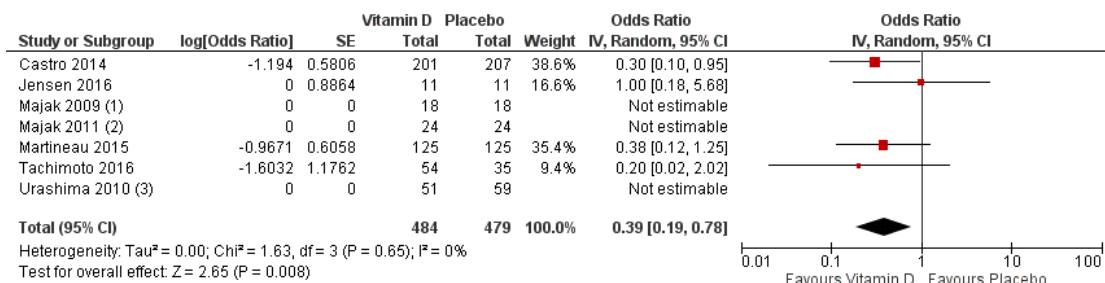 Vitamin D Placebo Odds Ratio Odds Ratio
Study or Subgroup log[Odds Ratio] SE Total Total Weight IV, Random, 95% CI IV, Random, 95% CI
Castro 2014 -1.194 0.5806 201 207 38.6% 0.30 [0.10, 0.95]
Jensen 2016 0 0.8864 11 11 16.6% 1.00 [0.18, 5.68]
Majak 2009 (1) 0 0 18 18 Not estimable
Majak 2011 (2) 0 0 24 24 Not estimable
Martineau 2015 -0.9671 0.6058 125 125 35.4% 0.38 [0.12, 1.25]
Tachimoto 2016 -1.6032 1.1762 54 35 9.4% 0.20 [0.02, 2.02]
Urashima 2010 (3) 0 0 51 59 Not estimable
Total (95% CI) 484 479 100.0% 0.39 [0.19, 0.78]
Heterogeneity: Tau² = 0.00; Chi² = 1.63, df = 3 (P = 0.65); I² = 0%
Test for overall effect: Z = 2.65 (P = 0.008)
0.01 0.1 1 10 100
Favours Vitamin D Favours Placebo